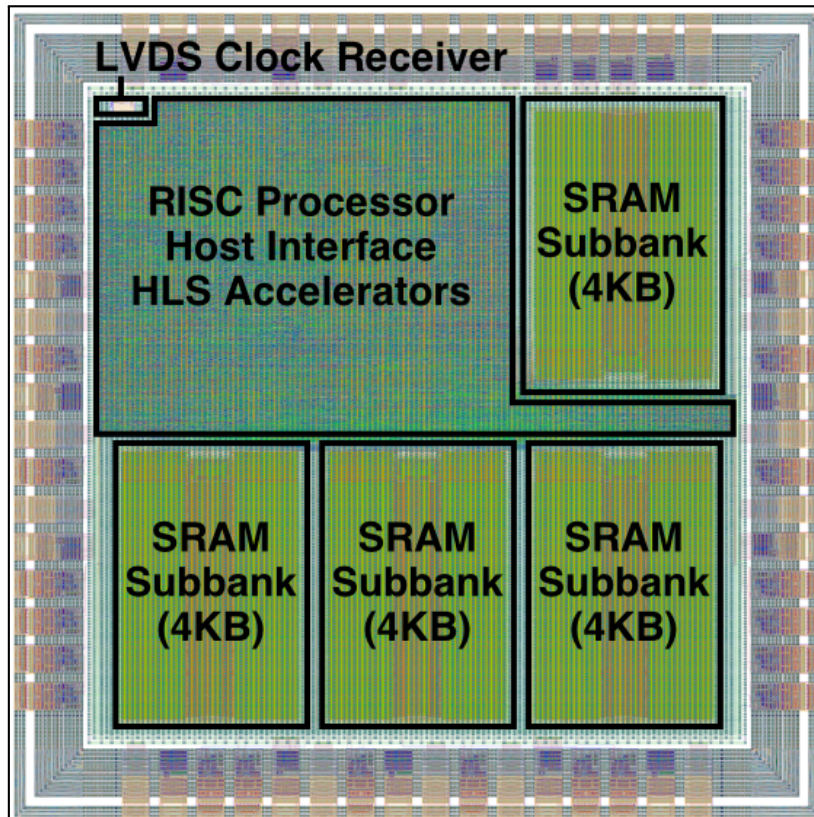 LVDS Clock Receiver
RISC Processor
Host Interface
HLS Accelerators
SRAM
Subbank
(4KB)
SRAM
Subbank
(4KB)
SRAM
Subbank
(4KB)
SRAM
Subbank
(4KB)